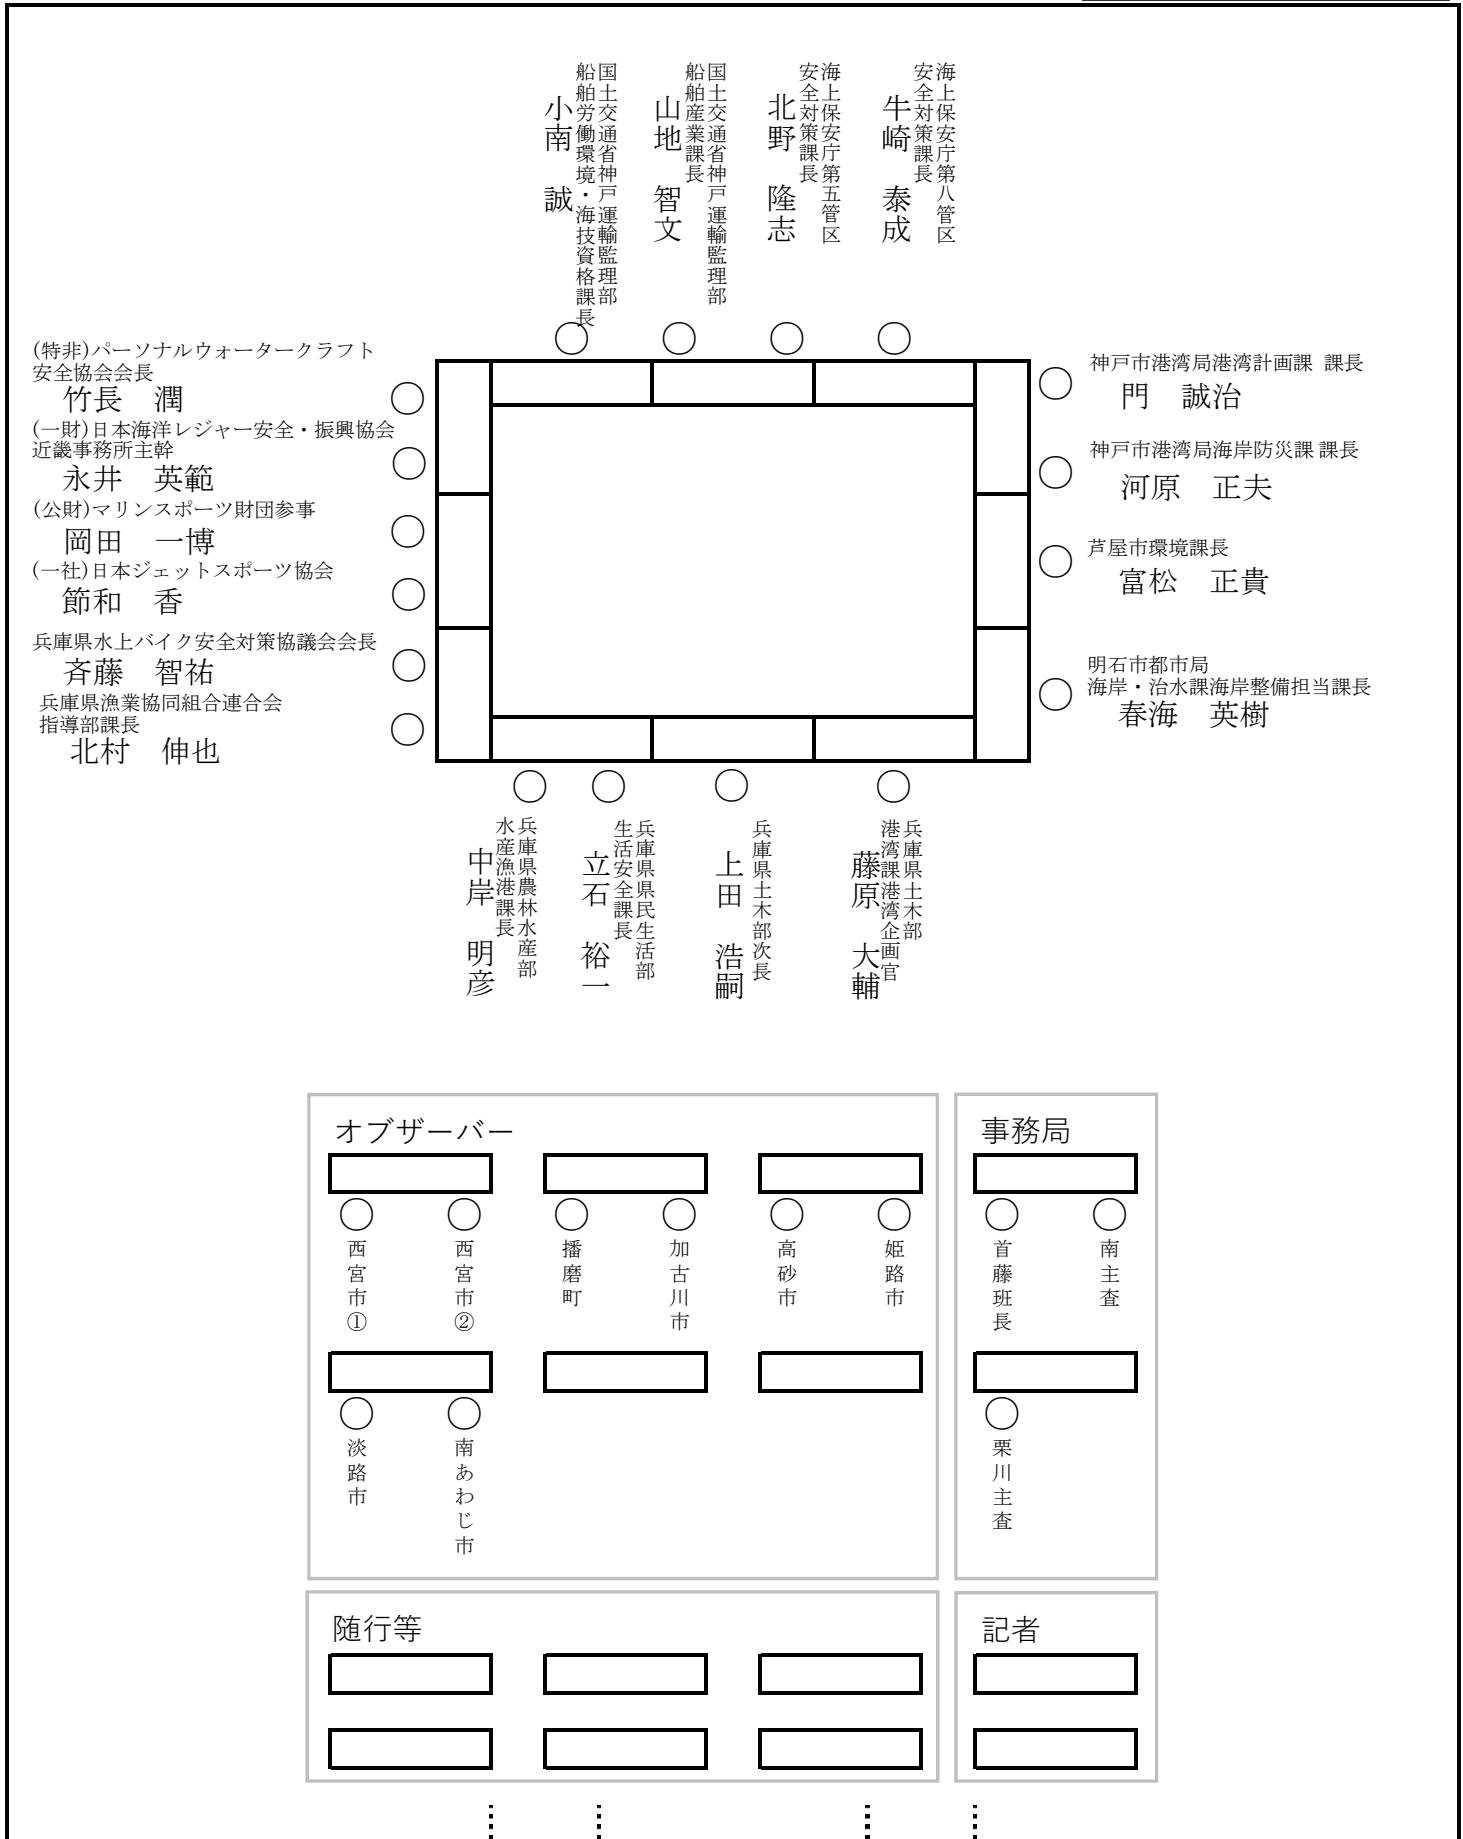 海上保安庁第八管区
安全対策課長
牛崎　泰成
海上保安庁第五管区
安全対策課長
北野　隆志
国土交通省神戸運輸監理部
船舶産業課長
山地　智文
国土交通省神戸運輸監理部
船舶労働環境・海技資格課長
小南　誠
(特非)パーソナルウォータークラフト
安全協会会長
竹長　潤
(一財)日本海洋レジャー安全・振興協会
近畿事務所主幹
永井　英範
(公財)マリンスポーツ財団参事
岡田　一博
(一社)日本ジェットスポーツ協会
節和　香
兵庫県水上バイク安全対策協議会会長
斉藤　智祐
兵庫県漁業協同組合連合会
指導部課長
北村　伸也
神戸市港湾局港湾計画課 課長
門　誠治
神戸市港湾局海岸防災課 課長
河原　正夫
芦屋市環境課長
富松　正貴
明石市都市局
海岸・治水課海岸整備担当課長
春海　英樹
兵庫県土木部
港湾課港湾企画官
藤原　大輔
兵庫県土木部次長
上田　浩嗣
兵庫県県民生活部
生活安全課長
立石　裕一
兵庫県農林水産部
水産漁港課長
中岸　明彦
オブザーバー
西宮市①
西宮市②
播磨町
加古川市
高砂市
姫路市
淡路市
南あわじ市
事務局
首藤班長
南主査
栗川主査
随行等
記者